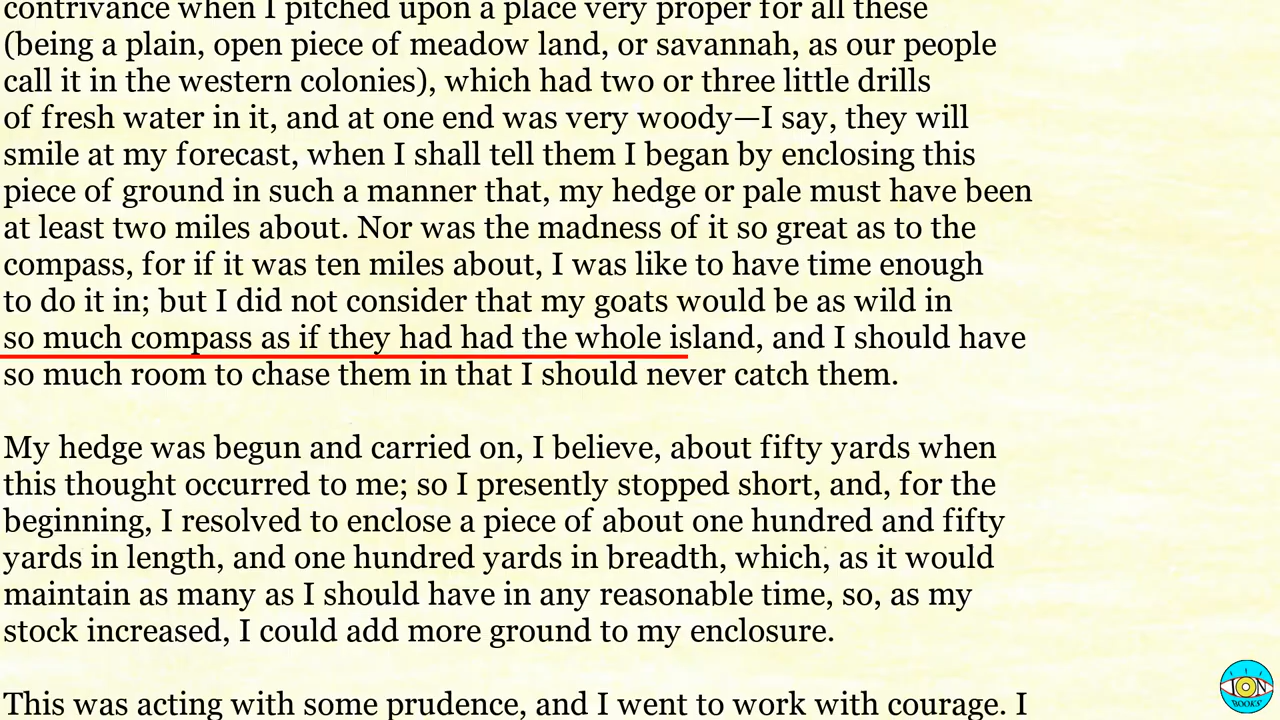 contrivance when I pitched upon a place very proper for all these
(being a plain, open piece of meadow land, or savannah, as our people
call it in the western colonies), which had two or three little drills
of fresh water in it, and at one end was very woody—I say, they will
smile at my forecast, when I shall tell them I began by enclosing this
piece of ground in such a manner that, my hedge or pale must have been
at least two miles about. Nor was the madness of it so great as to the
compass, for if it was ten miles about, I was like to have time enough
to do it in; but I did not consider that my goats would be as wild in
so much compass as if they had had the whole island, and I should have
so much room to chase them in that I should never catch them.
My hedge was begun and carried on, I believe, about fifty yards when
this thought occurred to me; so I presently stopped short, and, for the
beginning, I resolved to enclose a piece of about one hundred and fifty
yards in length, and one hundred yards in breadth, which, as it would
maintain as many as I should have in any reasonable time, so, as my
stock increased, I could add more ground to my enclosure.
This was acting with some prudence, and I went to work with courage. I
ION
BOOKS